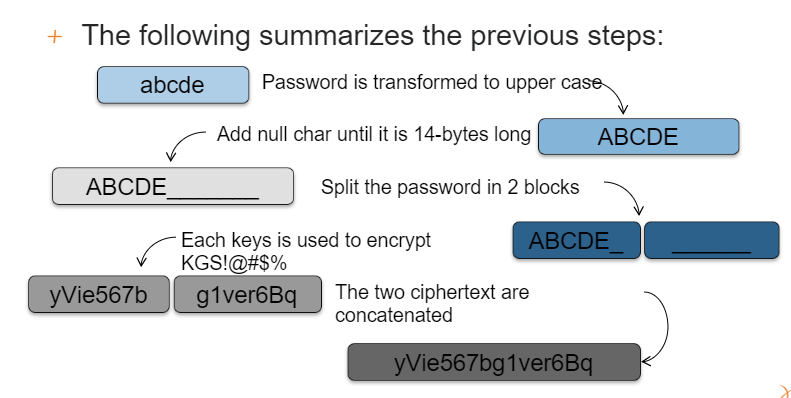 + The following summarizes the previous steps:
abcde
Password is transformed to upper case
Add null char until it is 14-bytes long
ABCDE
ABCDE_______
Split the password in 2 blocks
ABCDE_
______
Each keys is used to encrypt
KGS!@#$%
yVie567b
g1ver6Bq
The two ciphertext are
concatenated
yVie567bg1ver6Bq